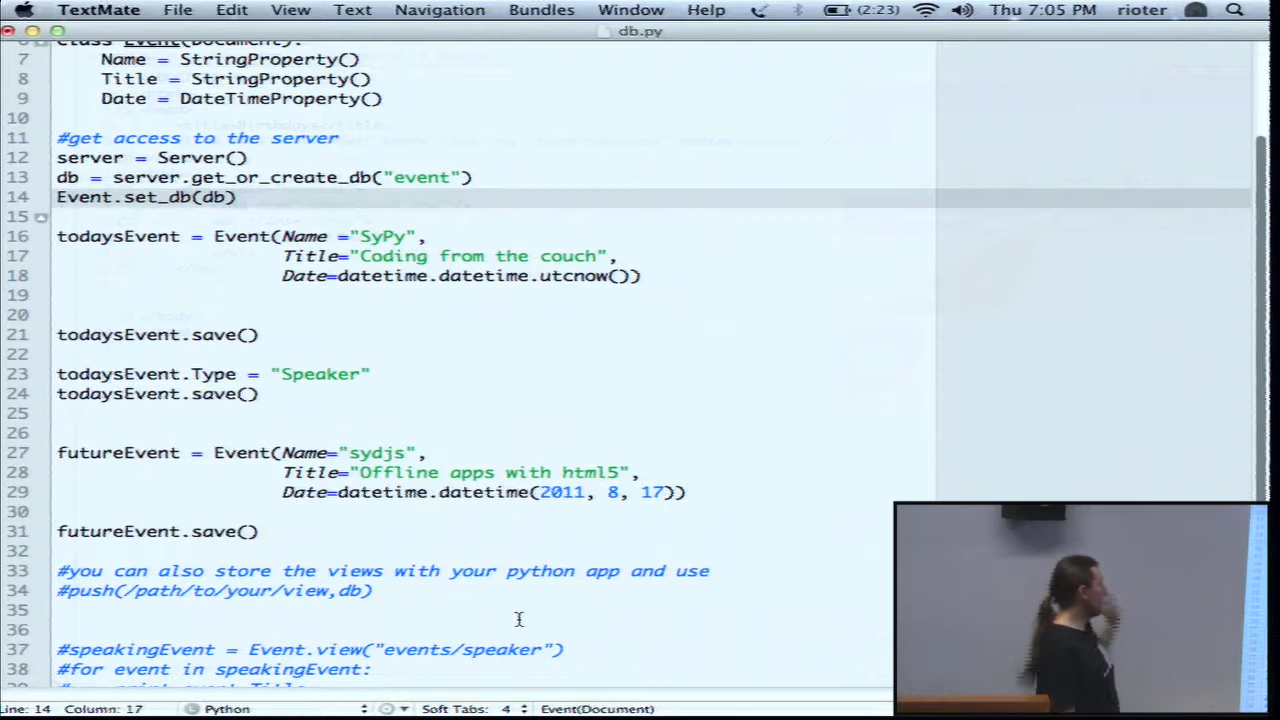 TextMate File Edit View Text Navigation Bundles Window Help (2:23) Thu 7:05 PM rioter
db.py
6 class Event(Document):
7 Name = StringProperty()
8 Title = StringProperty()
9 Date = DateTimeProperty()
10
11 #get access to the server
12 server = Server()
13 db = server.get_or_create_db("event")
14 Event.set_db(db)
15
16 todaysEvent = Event(Name ="SyPy",
17 Title="Coding from the couch",
18 Date=datetime.datetime.utcnow())
19
20
21 todaysEvent.save()
22
23 todaysEvent.Type = "Speaker"
24 todaysEvent.save()
25
26
27 futureEvent = Event(Name="sydjs",
28 Title="Offline apps with html5",
29 Date=datetime.datetime(2011, 8, 17))
30
31 futureEvent.save()
32
33 #you can also store the views with your python app and use
34 #push(/path/to/your/view,db)
35
36
37 #speakingEvent = Event.view("events/speaker")
38 #for event in speakingEvent:
print event.Title
Line: 14 Column: 17 Python Soft Tabs: 4 Event(Document)